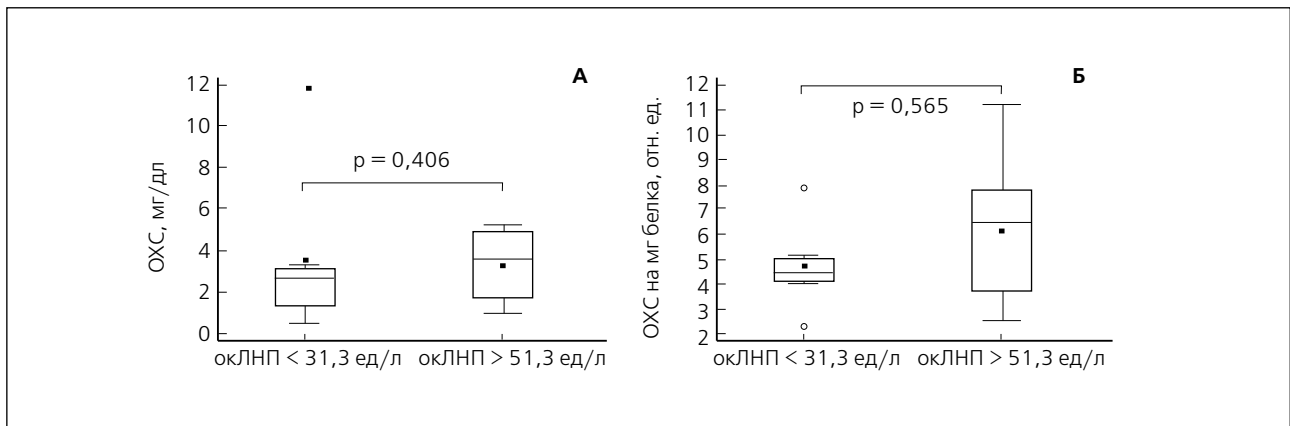 А
ОХС, мг/дл
12
10
8
6
4
2
0
p = 0,406
окЛНП < 31,3 ед/л
окЛНП > 51,3 ед/л
Б
ОХС на мг белка, отн. ед.
12
11
10
9
8
7
6
5
4
3
2
p = 0,565
окЛНП < 31,3 ед/л
окЛНП > 51,3 ед/л